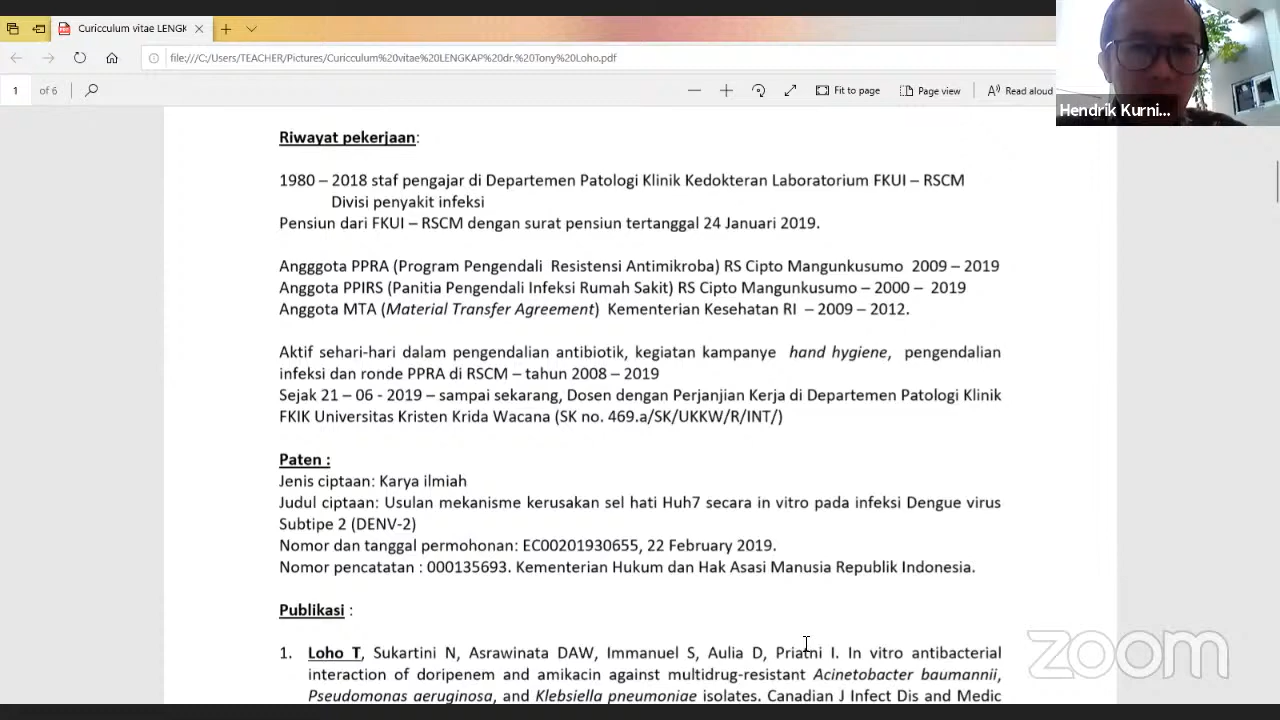 Curicculum vitae LENGK
file:///C:/Users/TEACHER/Pictures/Curicculum%20vitae%20LENGKAP%20dr.%20Tony%20Loho.pdf
1 of 6
Fit to page
Page view
Read aloud
Hendrik Kurni...
Riwayat pekerjaan:
1980 – 2018 staf pengajar di Departemen Patologi Klinik Kedokteran Laboratorium FKUI – RSCM
Divisi penyakit infeksi
Pensiun dari FKUI – RSCM dengan surat pensiun tertanggal 24 Januari 2019.
Angggota PPRA (Program Pengendali Resistensi Antimikroba) RS Cipto Mangunkusumo 2009 – 2019
Anggota PPIRS (Panitia Pengendali Infeksi Rumah Sakit) RS Cipto Mangunkusumo – 2000 – 2019
Anggota MTA (Material Transfer Agreement) Kementerian Kesehatan RI – 2009 – 2012.
Aktif sehari-hari dalam pengendalian antibiotik, kegiatan kampanye hand hygiene, pengendalian
infeksi dan ronde PPRA di RSCM – tahun 2008 – 2019
Sejak 21 – 06 - 2019 – sampai sekarang, Dosen dengan Perjanjian Kerja di Departemen Patologi Klinik
FKIK Universitas Kristen Krida Wacana (SK no. 469.a/SK/UKKW/R/INT/)
Paten :
Jenis ciptaan: Karya ilmiah
Judul ciptaan: Usulan mekanisme kerusakan sel hati Huh7 secara in vitro pada infeksi Dengue virus
Subtipe 2 (DENV-2)
Nomor dan tanggal permohonan: EC00201930655, 22 February 2019.
Nomor pencatatan : 000135693. Kementerian Hukum dan Hak Asasi Manusia Republik Indonesia.
Publikasi :
1. Loho T, Sukartini N, Asrawinata DAW, Immanuel S, Aulia D, Priatni I. In vitro antibacterial
interaction of doripenem and amikacin against multidrug-resistant Acinetobacter baumannii,
Pseudomonas aeruginosa, and Klebsiella pneumoniae isolates. Canadian J Infect Dis and Medic
zoom